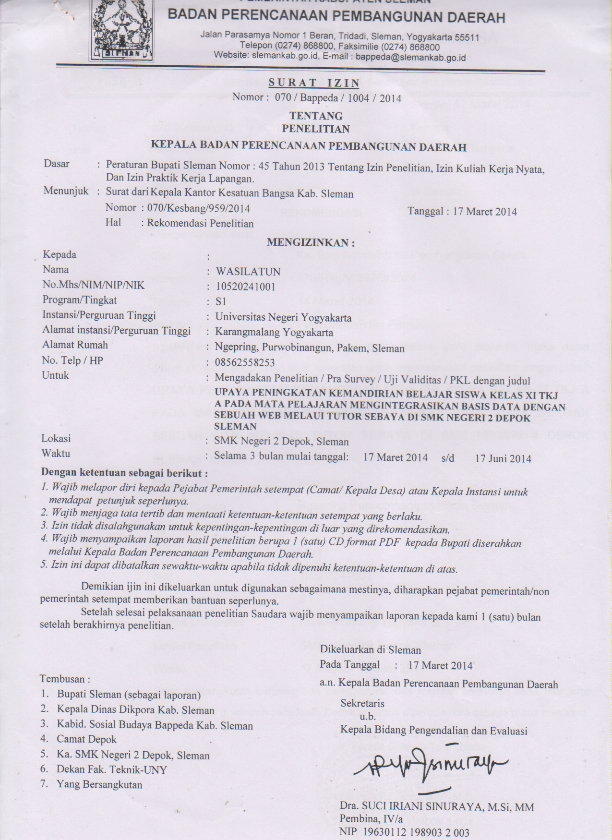 BADAN PERENCANAAN PEMBANGUNAN DAERAH
Jalan Parasamya Nomor 1 Beran, Tridadi, Sleman, Yogyakarta 55511
Telepon (0274) 868800, Faksimilie (0274) 868800
Website: slemankab.go.id, E-mail : bappeda@slemankab.go.id
SURAT IZIN
Nomor : 070 / Bappeda / 1004 / 2014
TENTANG
PENELITIAN
KEPALA BADAN PERENCANAAN PEMBANGUNAN DAERAH
Dasar : Peraturan Bupati Sleman Nomor : 45 Tahun 2013 Tentang Izin Penelitian, Izin Kuliah Kerja Nyata,
Dan Izin Praktik Kerja Lapangan.
Menunjuk : Surat dari Kepala Kantor Kesatuan Bangsa Kab. Sleman
Nomor : 070/Kesbang/959/2014 Tanggal : 17 Maret 2014
Hal : Rekomendasi Penelitian
MENGIZINKAN :
Kepada :
Nama : WASILATUN
No.Mhs/NIM/NIP/NIK : 10520241001
Program/Tingkat : S1
Instansi/Perguruan Tinggi : Universitas Negeri Yogyakarta
Alamat instansi/Perguruan Tinggi : Karangmalang Yogyakarta
Alamat Rumah : Ngepring, Purwobinangun, Pakem, Sleman
No. Telp / HP : 08562558253
Untuk : Mengadakan Penelitian / Pra Survey / Uji Validitas / PKL dengan judul
UPAYA PENINGKATAN KEMANDIRIAN BELAJAR SISWA KELAS XI TKJ
A PADA MATA PELAJARAN MENGINTEGRASIKAN BASIS DATA DENGAN
SEBUAH WEB MELAUI TUTOR SEBAYA DI SMK NEGERI 2 DEPOK
SLEMAN
Lokasi : SMK Negeri 2 Depok, Sleman
Waktu : Selama 3 bulan mulai tanggal: 17 Maret 2014 s/d 17 Juni 2014
Dengan ketentuan sebagai berikut :
1. Wajib melapor diri kepada Pejabat Pemerintah setempat (Camat/ Kepala Desa) atau Kepala Instansi untuk
mendapat petunjuk seperlunya.
2. Wajib menjaga tata tertib dan mentaati ketentuan-ketentuan setempat yang berlaku.
3. Izin tidak disalahgunakan untuk kepentingan-kepentingan di luar yang direkomendasikan.
4. Wajib menyampaikan laporan hasil penelitian berupa 1 (satu) CD format PDF kepada Bupati diserahkan
melalui Kepala Badan Perencanaan Pembangunan Daerah.
5. Izin ini dapat dibatalkan sewaktu-waktu apabila tidak dipenuhi ketentuan-ketentuan di atas.
Demikian ijin ini dikeluarkan untuk digunakan sebagaimana mestinya, diharapkan pejabat pemerintah/non
pemerintah setempat memberikan bantuan seperlunya.
Setelah selesai pelaksanaan penelitian Saudara wajib menyampaikan laporan kepada kami 1 (satu) bulan
setelah berakhirnya penelitian.
Dikeluarkan di Sleman
Pada Tanggal : 17 Maret 2014
a.n. Kepala Badan Perencanaan Pembangunan Daerah
Sekretaris
u.b.
Kepala Bidang Pengendalian dan Evaluasi
Dra. SUCI IRIANI SINURAYA, M.Si, MM
Pembina, IV/a
NIP 19630112 198903 2 003
Tembusan :
1. Bupati Sleman (sebagai laporan)
2. Kepala Dinas Dikpora Kab. Sleman
3. Kabid. Sosial Budaya Bappeda Kab. Sleman
4. Camat Depok
5. Ka. SMK Negeri 2 Depok, Sleman
6. Dekan Fak. Teknik-UNY
7. Yang Bersangkutan